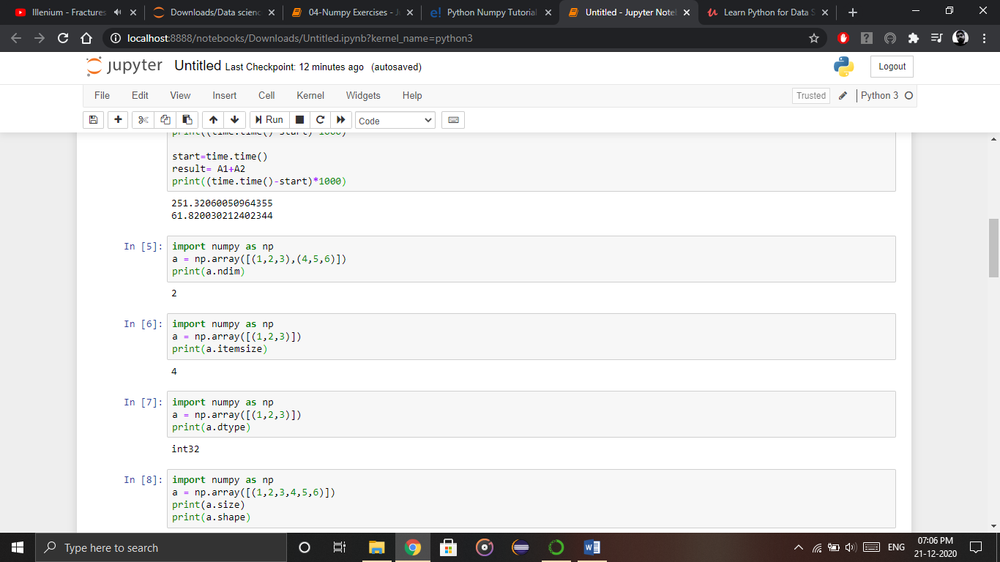 Illenium - Fractures
Downloads/Data scienc
04-Numpy Exercises - J
Python Numpy Tutorial
Untitled - Jupyter Note
Learn Python for Data S
localhost:8888/notebooks/Downloads/Untitled.ipynb?kernel_name=python3
jupyter Untitled Last Checkpoint: 12 minutes ago (autosaved)
Logout
File Edit View Insert Cell Kernel Widgets Help
Trusted
Python 3
Run
Code
print((time.time()-start)*1000)
start=time.time()
result= A1+A2
print((time.time()-start)*1000)
251.32060050964355
61.820030212402344
In [5]: import numpy as np
a = np.array([(1,2,3),(4,5,6)])
print(a.ndim)
2
In [6]: import numpy as np
a = np.array([(1,2,3)])
print(a.itemsize)
4
In [7]: import numpy as np
a = np.array([(1,2,3)])
print(a.dtype)
int32
In [8]: import numpy as np
a = np.array([(1,2,3,4,5,6)])
print(a.size)
print(a.shape)
Type here to search
ENG
07:06 PM
21-12-2020